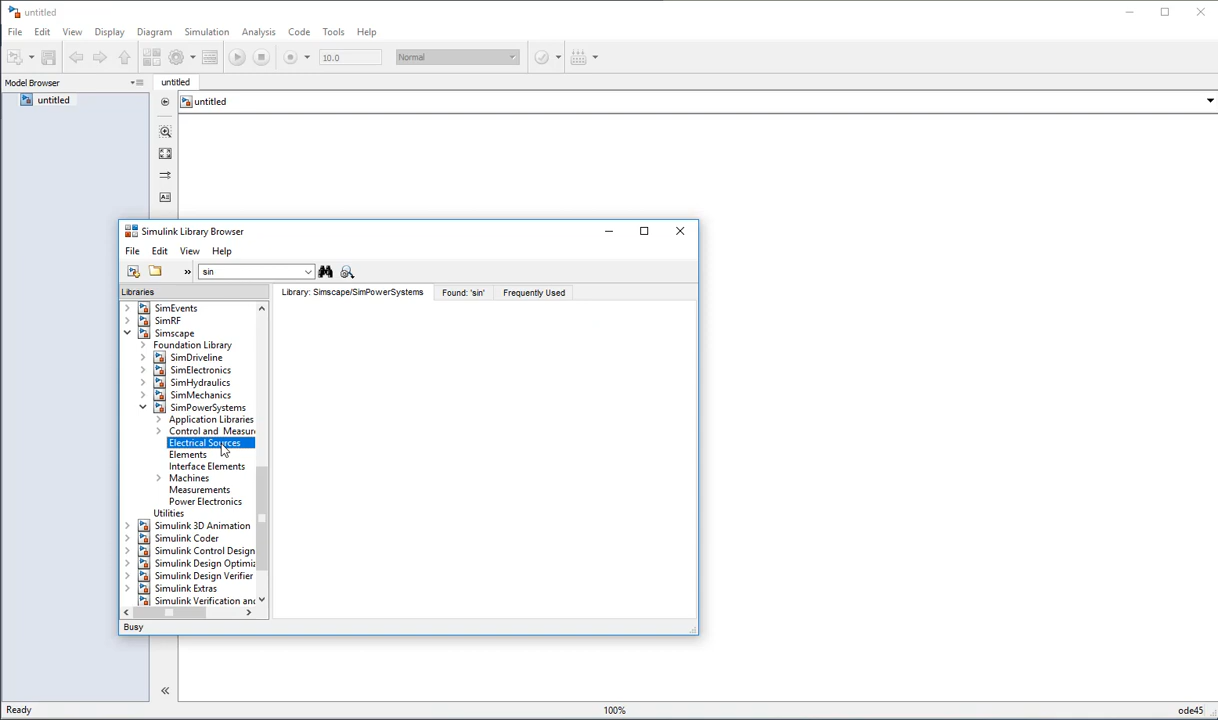 untitled
File Edit View Display Diagram Simulation Analysis Code Tools Help
10.0 Normal
Model Browser untitled
untitled untitled
Simulink Library Browser
File Edit View Help
» sin
Libraries Library: Simscape/SimPowerSystems Found: 'sin' Frequently Used
SimEvents
SimRF
Simscape
Foundation Library
SimDriveline
SimElectronics
SimHydraulics
SimMechanics
SimPowerSystems
Application Libraries
Control and Measure
Electrical Sources
Elements
Interface Elements
Machines
Measurements
Power Electronics
Utilities
Simulink 3D Animation
Simulink Coder
Simulink Control Design
Simulink Design Optimiz
Simulink Design Verifier
Simulink Extras
Simulink Verification and
Busy
Ready 100% ode45